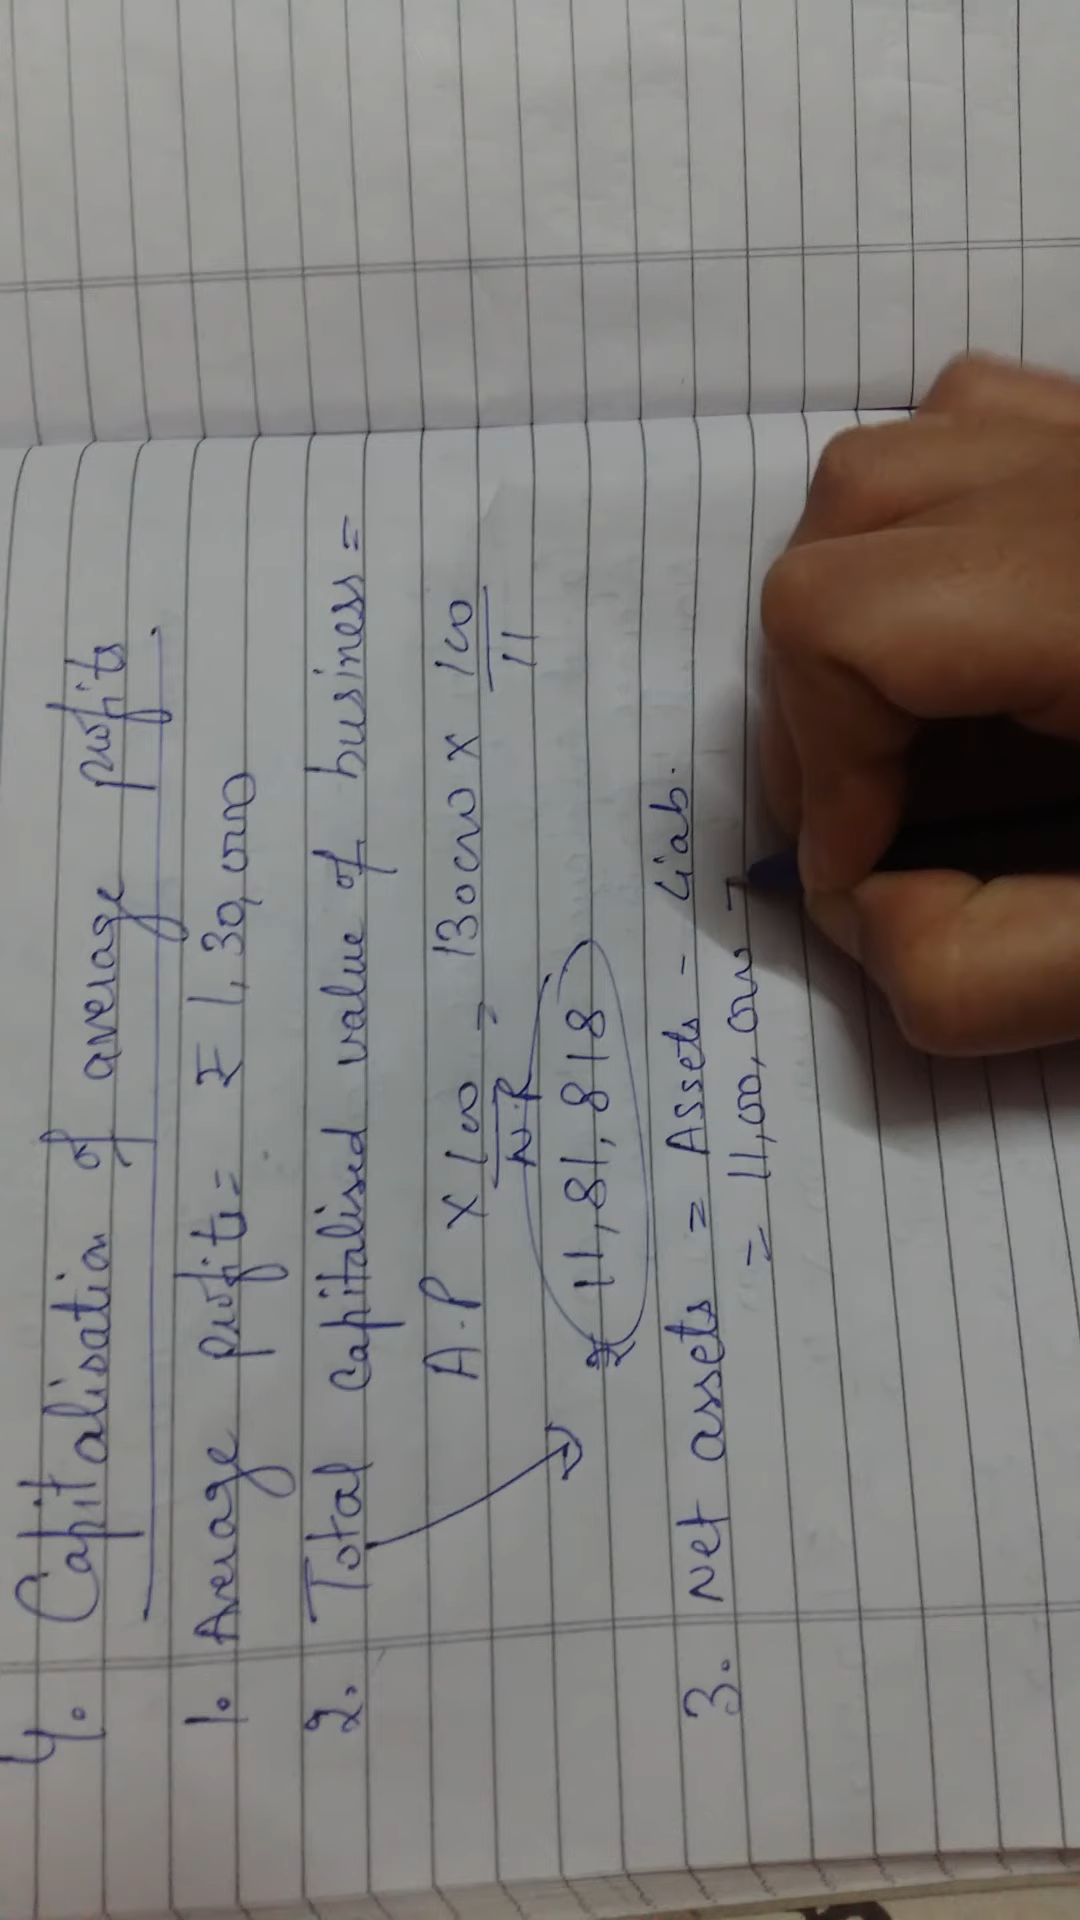 4. Capitalisation of average profits
1. Average profit = ₹ 1,30,000
2. Total capitalised value of business =
A.P × 100/N.R = 130000 × 100/11
₹ 11,81,818
3. Net assets = Assets - Liab.
= 11,00,000 -